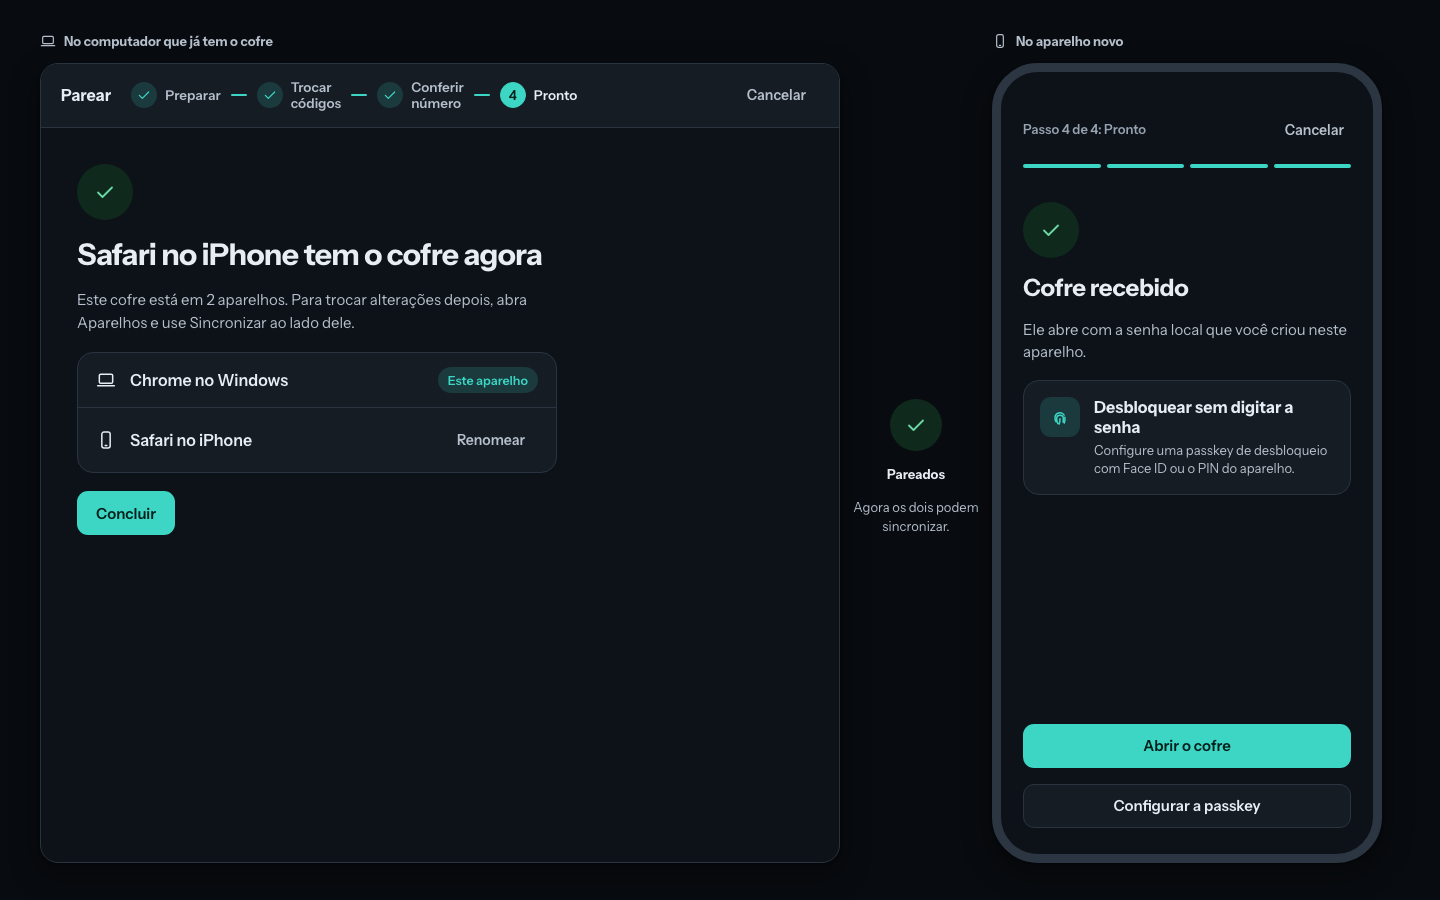 No computador que já tem o cofre
Parear
Preparar
Trocar
códigos
Conferir
número
4
Pronto
Cancelar
Safari no iPhone tem o cofre agora
Este cofre está em 2 aparelhos. Para trocar alterações depois, abra
Aparelhos e use Sincronizar ao lado dele.
Chrome no Windows
Este aparelho
Safari no iPhone
Renomear
Concluir
Pareados
Agora os dois podem
sincronizar.
No aparelho novo
Passo 4 de 4: Pronto
Cancelar
Cofre recebido
Ele abre com a senha local que você criou neste
aparelho.
Desbloquear sem digitar a
senha
Configure uma passkey de desbloqueio
com Face ID ou o PIN do aparelho.
Abrir o cofre
Configurar a passkey